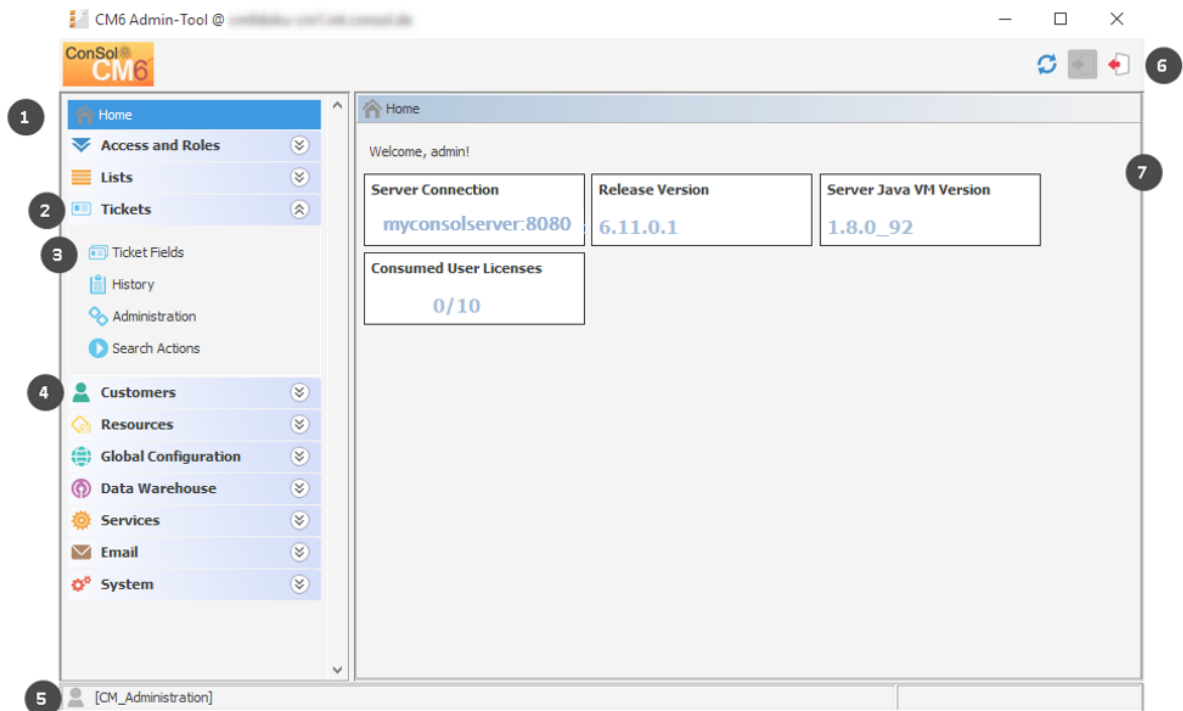 CM6 Admin-Tool @
ConSol
CM6
6
1
Home
Access and Roles
Lists
2
Tickets
3
Ticket Fields
History
Administration
Search Actions
4
Customers
Resources
Global Configuration
Data Warehouse
Services
Email
System
Home
7
Welcome, admin!
Server Connection
myconsolserver:8080
Release Version
6.11.0.1
Server Java VM Version
1.8.0_92
Consumed User Licenses
0/10
5
[CM_Administration]